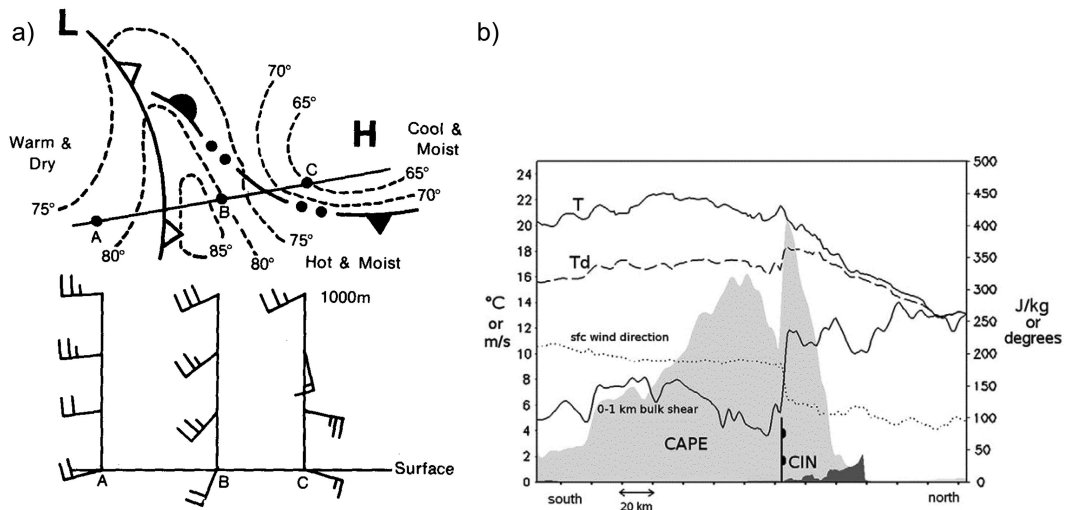 a)
L
70°
65°
Warm &
Dry
H
Cool &
Moist
C
65°
70°
75°
A
B
80°
85°
80°
75°
Hot & Moist
1000m
Surface
A
B
C
b)
24
22
20
18
16
14
12
10
8
6
4
2
0
°C
or
m/s
T
Td
sfc wind direction
0-1 km bulk shear
CAPE
CIN
500
450
400
350
300
250
200
150
100
50
0
J/kg
or
degrees
south
20 km
north